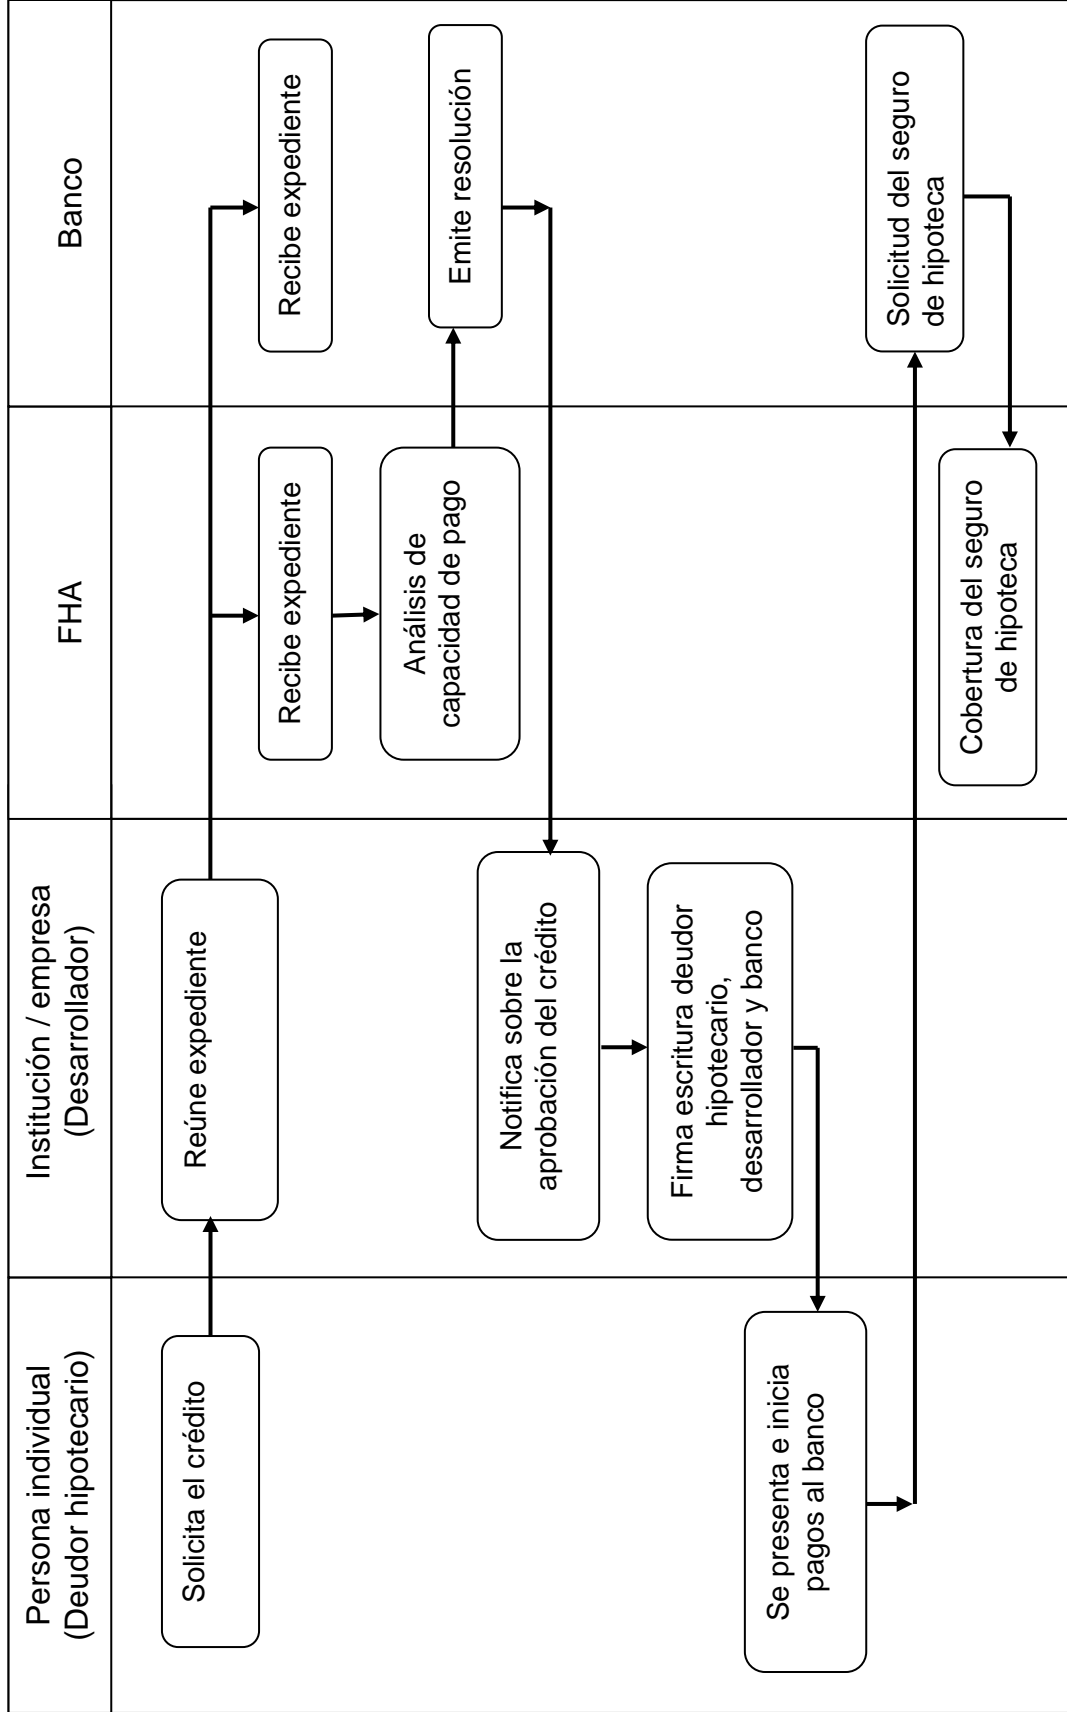 Persona individual
(Deudor hipotecario)
Institución / empresa
(Desarrollador)
FHA
Banco
Solicita el crédito
Reúne expediente
Recibe expediente
Recibe expediente
Análisis de
capacidad de pago
Emite resolución
Notifica sobre la
aprobación del crédito
Firma escritura deudor
hipotecario,
desarrollador y banco
Se presenta e inicia
pagos al banco
Solicitud del seguro
de hipoteca
Cobertura del seguro
de hipoteca